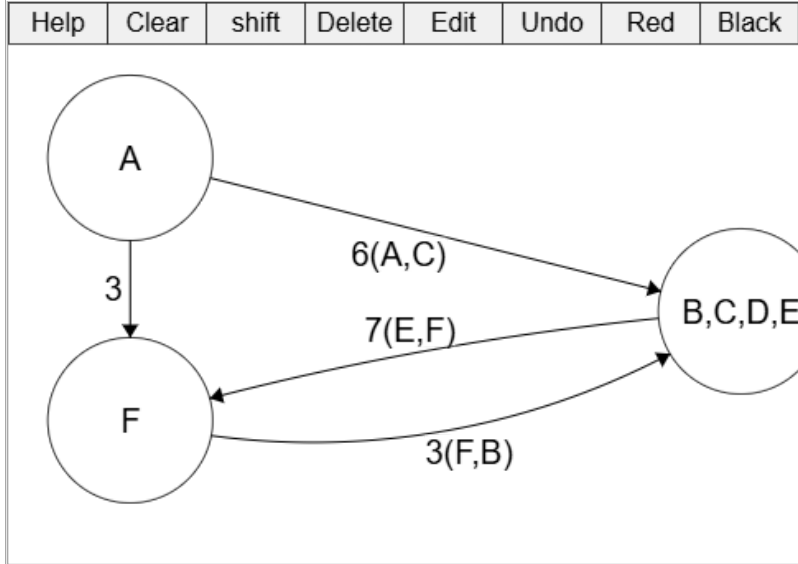 Help Clear shift Delete Edit Undo Red Black
A
6(A,C)
3
B,C,D,E
7(E,F)
F
3(F,B)